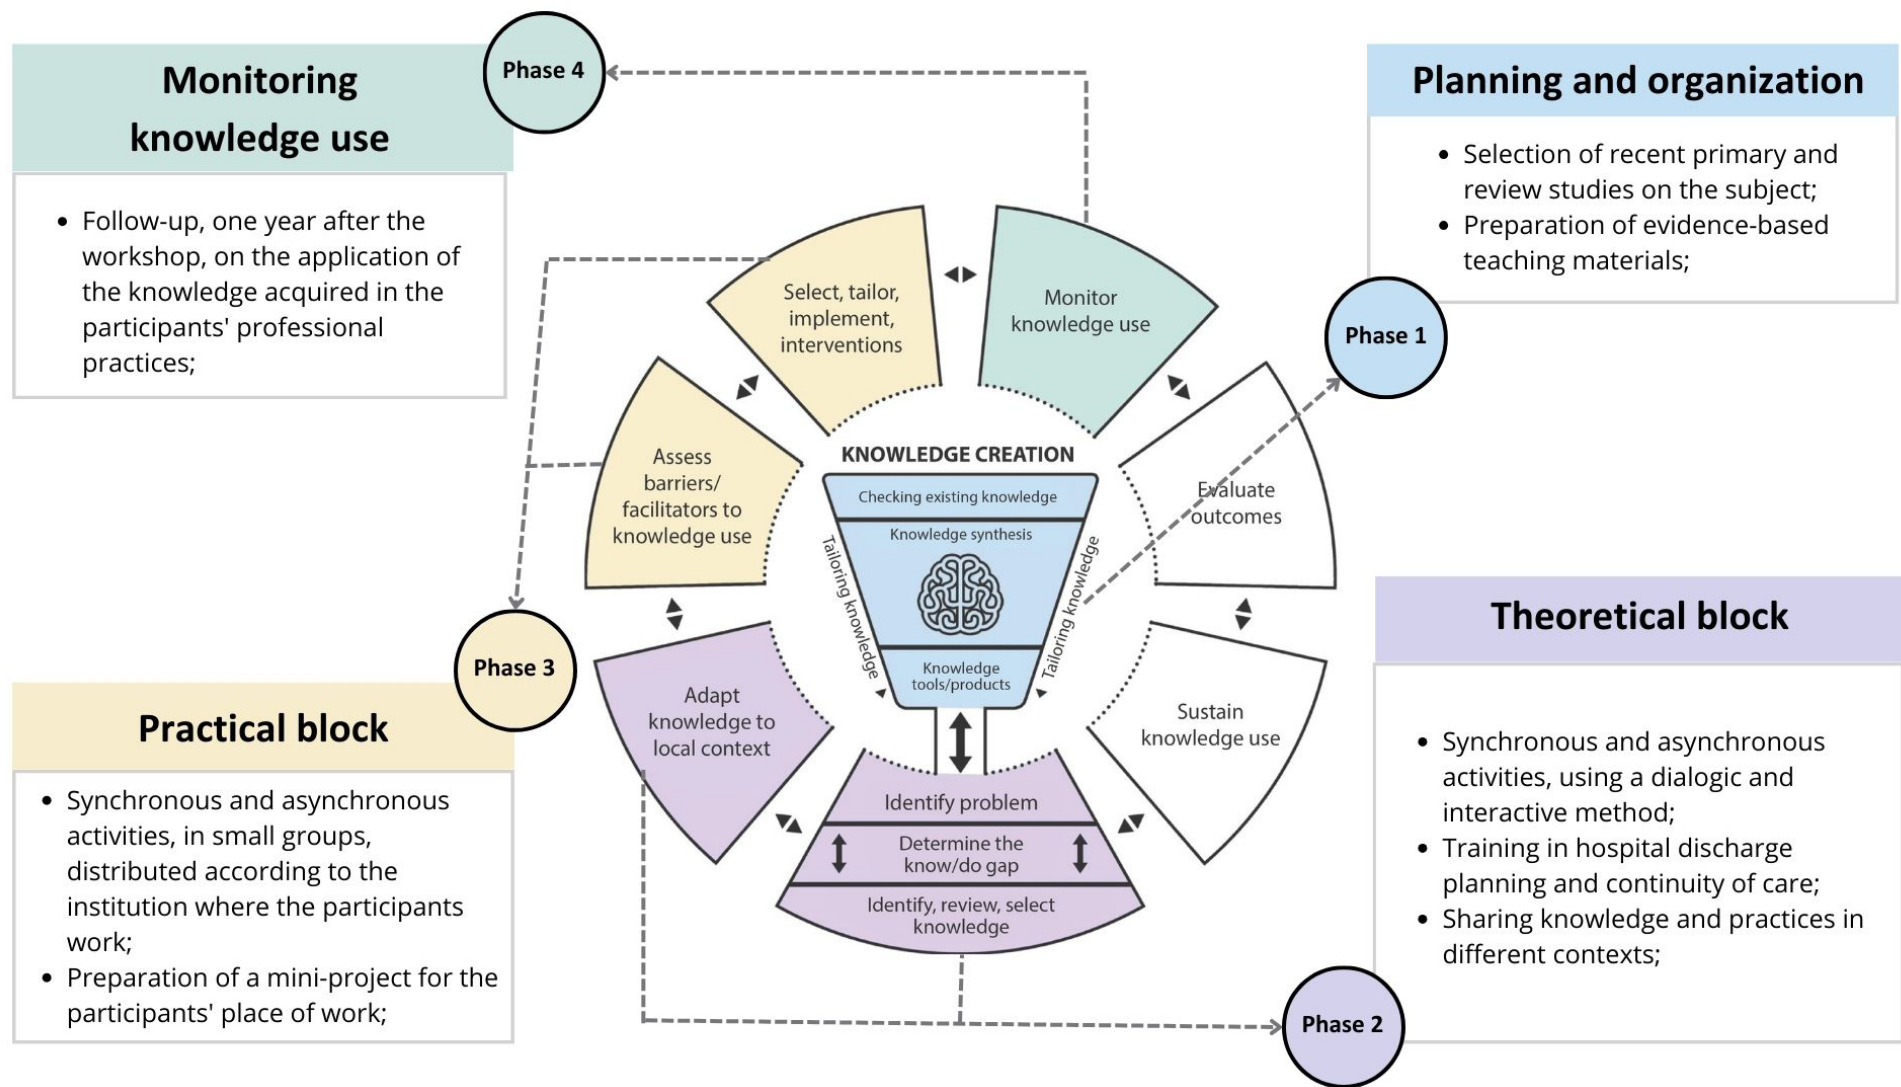 Monitoring
knowledge use
Phase 4
• Follow-up, one year after the
workshop, on the application of
the knowledge acquired in the
participants' professional
practices;
Planning and organization
• Selection of recent primary and
review studies on the subject;
• Preparation of evidence-based
teaching materials;
Phase 1
Select, tailor,
implement,
interventions
Monitor
knowledge use
Assess
barriers/
facilitators to
knowledge use
Evaluate
outcomes
KNOWLEDGE CREATION
Checking existing knowledge
Knowledge synthesis
Tailoring knowledge
Tailoring knowledge
Knowledge
tools/products
Adapt
knowledge to
local context
Sustain
knowledge use
Identify problem
Determine the
know/do gap
Identify, review, select
knowledge
Phase 3
Practical block
• Synchronous and asynchronous
activities, in small groups,
distributed according to the
institution where the participants
work;
• Preparation of a mini-project for the
participants' place of work;
Theoretical block
• Synchronous and asynchronous
activities, using a dialogic and
interactive method;
• Training in hospital discharge
planning and continuity of care;
• Sharing knowledge and practices in
different contexts;
Phase 2